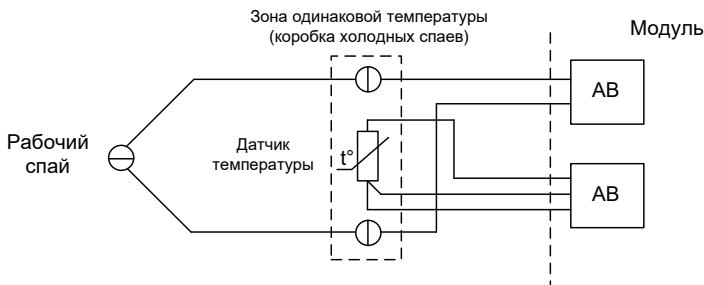 Зона одинаковой температуры
(коробка холодных спаев)
Модуль
АВ
Рабочий
спай
Датчик
температуры
t°
АВ